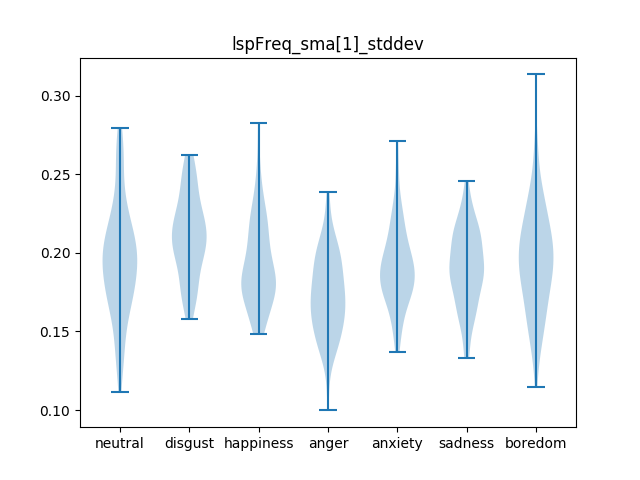 lspFreq_sma[1]_stddev
0.30
0.25
0.20
0.15
0.10
neutral disgust happiness anger anxiety sadness boredom